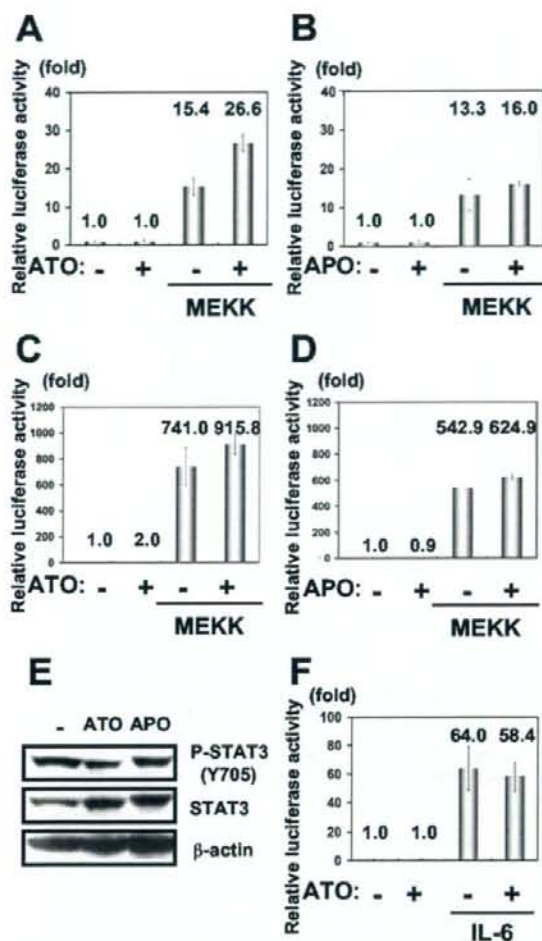 A
(fold)
Relative luciferase activity
40
30
20
10
0
1.0 1.0 15.4 26.6
ATO: - + - +
MEKK
B
(fold)
Relative luciferase activity
40
30
20
10
0
1.0 1.0 13.3 16.0
APO: - + - +
MEKK
C
(fold)
Relative luciferase activity
1200
1000
800
600
400
200
0
1.0 2.0 741.0 915.8
ATO: - + - +
MEKK
D
(fold)
Relative luciferase activity
1200
1000
800
600
400
200
0
1.0 0.9 542.9 624.9
APO: - + - +
MEKK
E
- ATO APO
P-STAT3
(Y705)
STAT3
β-actin
F
(fold)
Relative luciferase activity
100
80
60
40
20
0
1.0 1.0 64.0 58.4
ATO: - + - +
IL-6